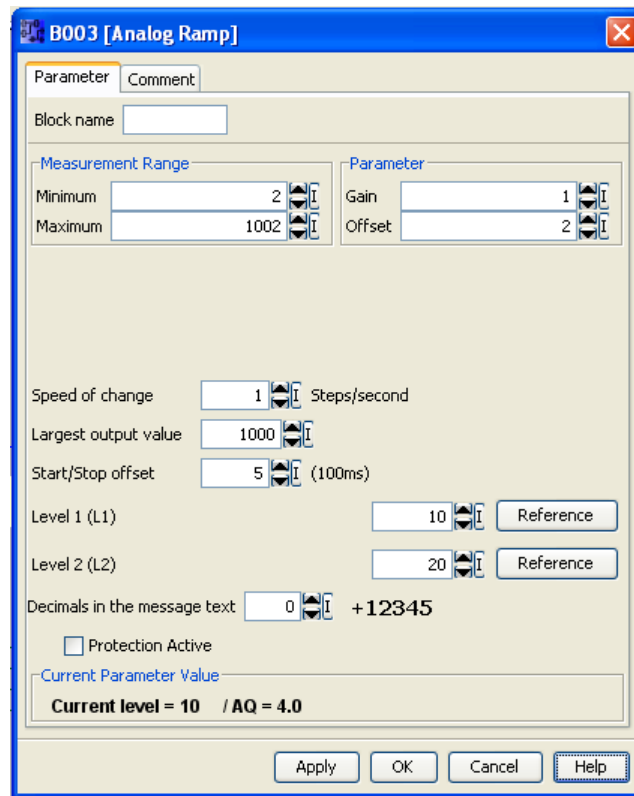 B003 [Analog Ramp]
Parameter Comment
Block name
Measurement Range Parameter
Minimum 2 Gain 1
Maximum 1002 Offset 2
Speed of change 1 Steps/second
Largest output value 1000
Start/Stop offset 5 (100ms)
Level 1 (L1) 10 Reference
Level 2 (L2) 20 Reference
Decimals in the message text 0 +12345
Protection Active
Current Parameter Value
Current level = 10 / AQ = 4.0
Apply OK Cancel Help